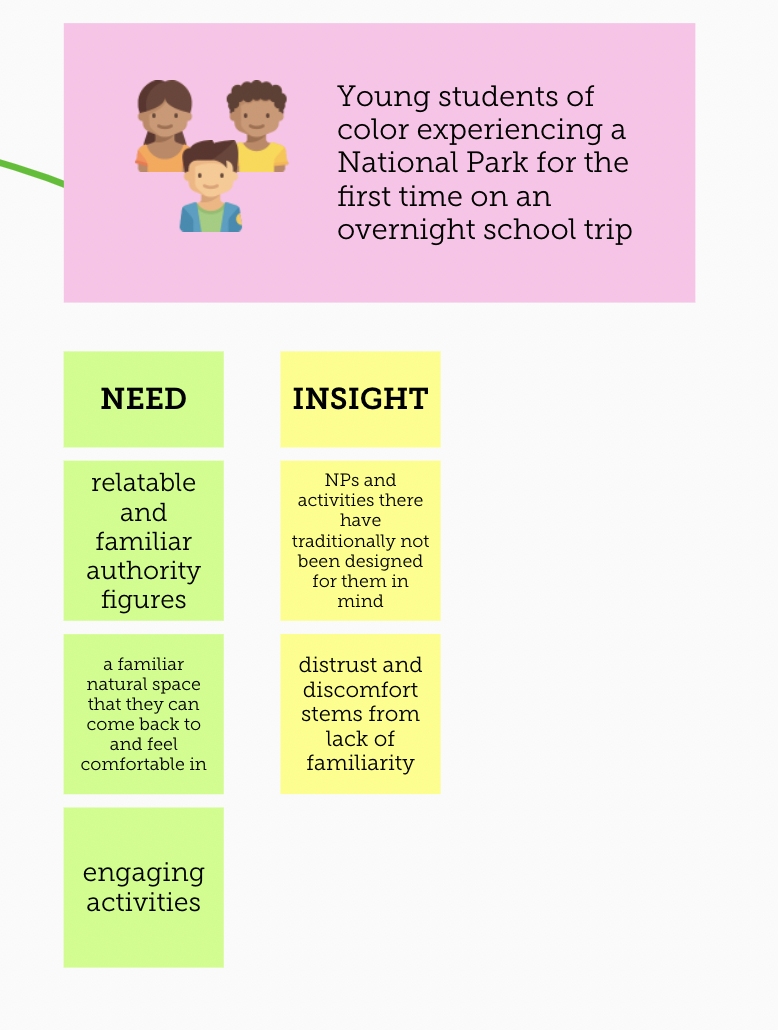 Young students of
color experiencing a
National Park for the
first time on an
overnight school trip
NEED
relatable
and
familiar
authority
figures
a familiar
natural space
that they can
come back to
and feel
comfortable in
engaging
activities
INSIGHT
NPs and
activities there
have
traditionally not
been designed
for them in
mind
distrust and
discomfort
stems from
lack of
familiarity